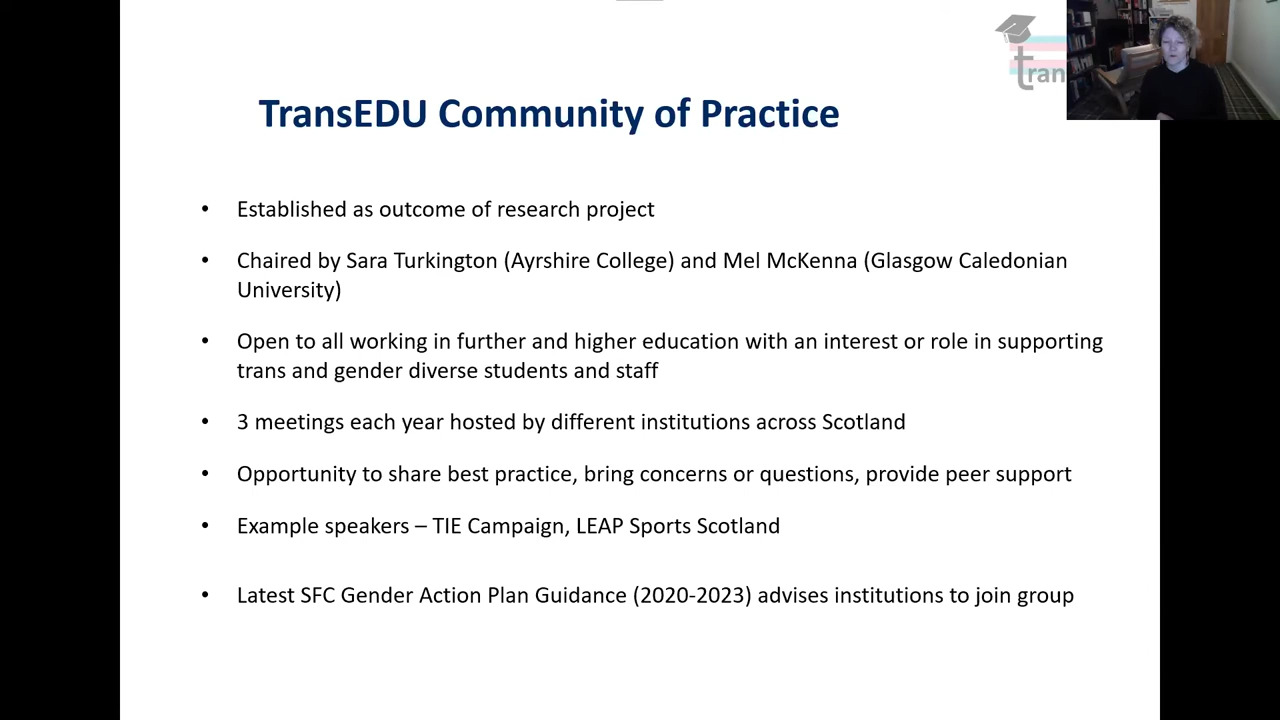 tran
TransEDU Community of Practice
• Established as outcome of research project
• Chaired by Sara Turkington (Ayrshire College) and Mel McKenna (Glasgow Caledonian
University)
• Open to all working in further and higher education with an interest or role in supporting
trans and gender diverse students and staff
• 3 meetings each year hosted by different institutions across Scotland
• Opportunity to share best practice, bring concerns or questions, provide peer support
• Example speakers – TIE Campaign, LEAP Sports Scotland
• Latest SFC Gender Action Plan Guidance (2020-2023) advises institutions to join group